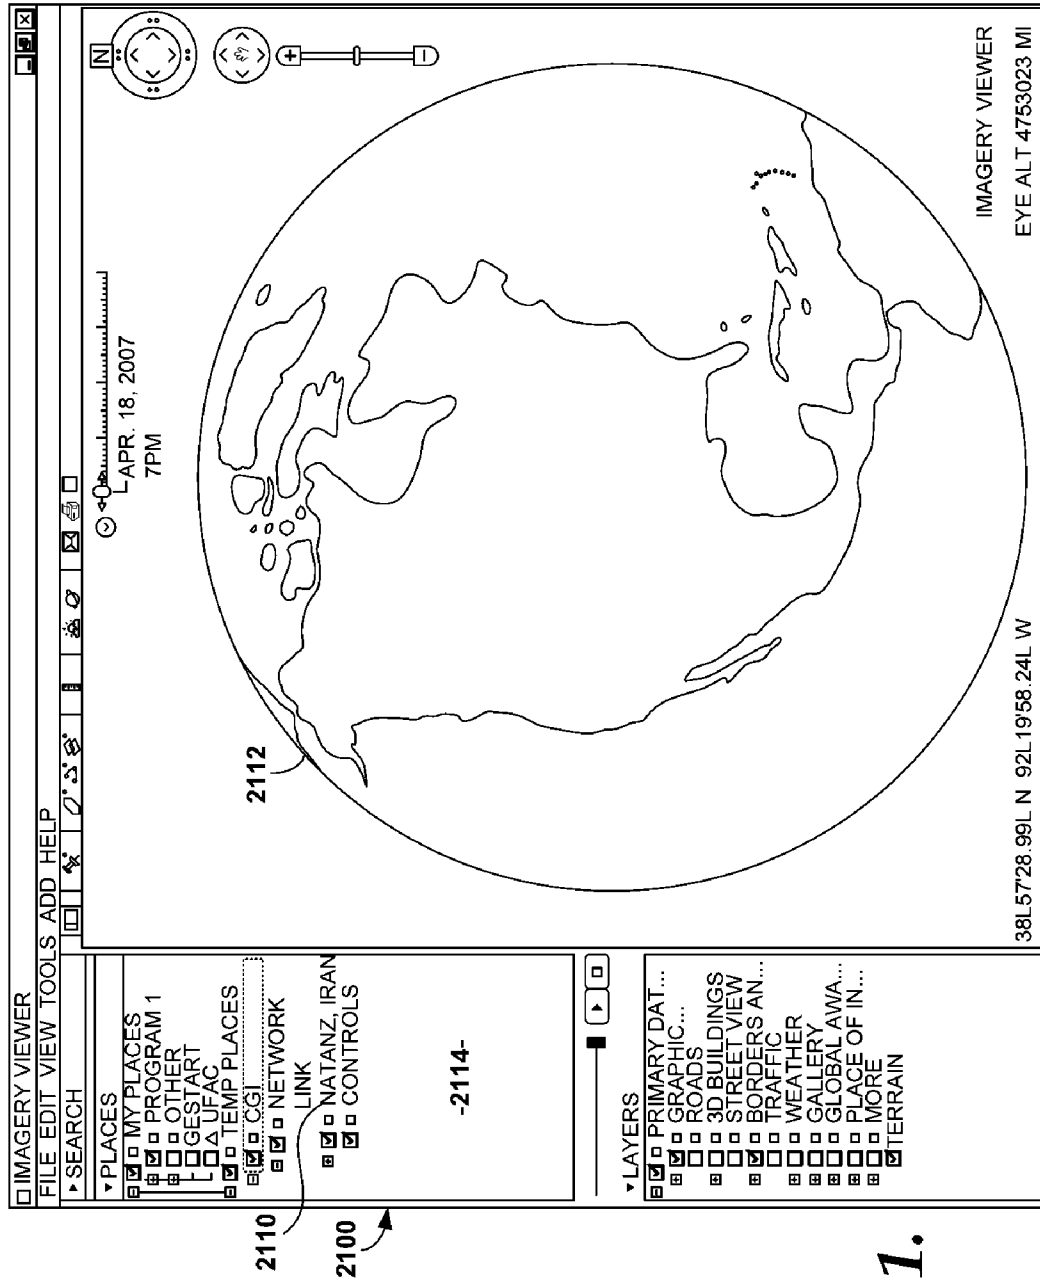 IMAGERY VIEWER
FILE EDIT VIEW TOOLS ADD HELP
SEARCH
PLACES
MY PLACES
PROGRAM 1
OTHER
GESTART
UFAC
TEMP PLACES
CGI
NETWORK
LINK
NATANZ, IRAN
CONTROLS
-2114-
LAYERS
PRIMARY DAT...
GRAPHIC...
ROADS
3D BUILDINGS
STREET VIEW
BORDERS AN...
TRAFFIC
WEATHER
GALLERY
GLOBAL AWA...
PLACE OF IN...
MORE
TERRAIN
APR. 18, 2007
7PM
N
2112
38L57'28.99L N 92L19'58.24L W
IMAGERY VIEWER
EYE ALT 4753023 MI
2110
2100
1.